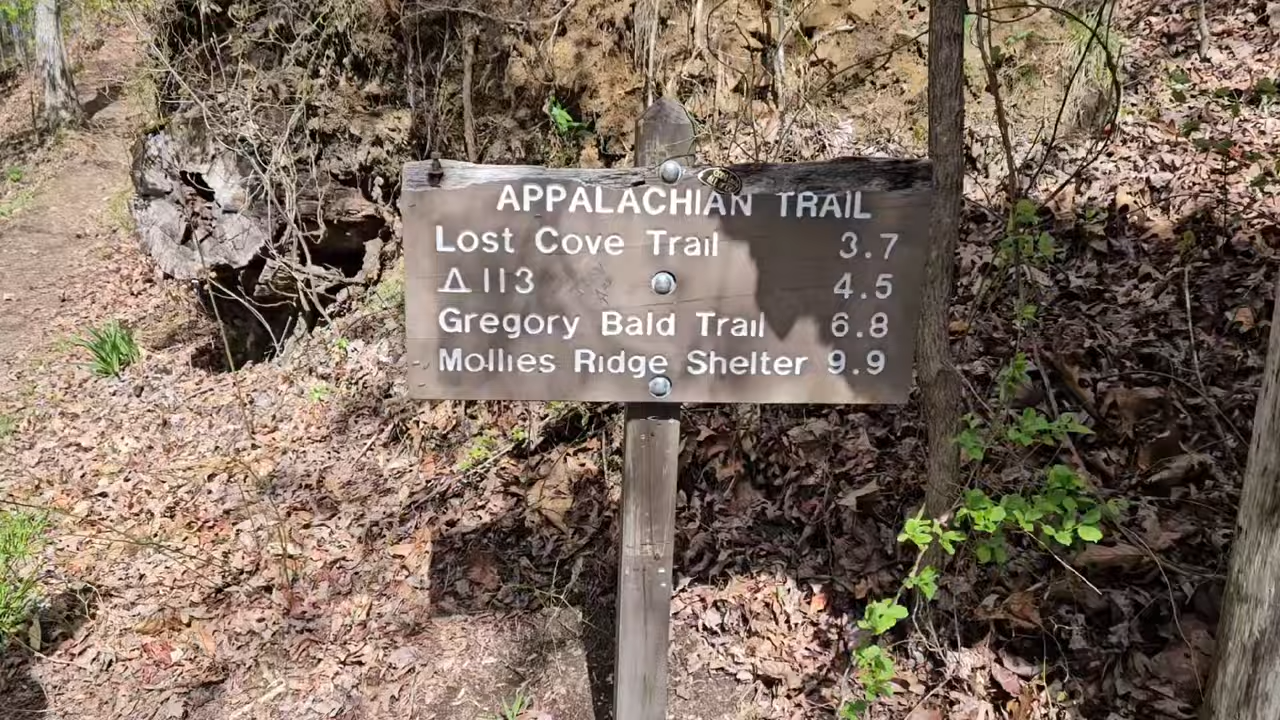 APPALACHIAN TRAIL
Lost Cove Trail 3.7
Δ 113 4.5
Gregory Bald Trail 6.8
Mollies Ridge Shelter 9.9